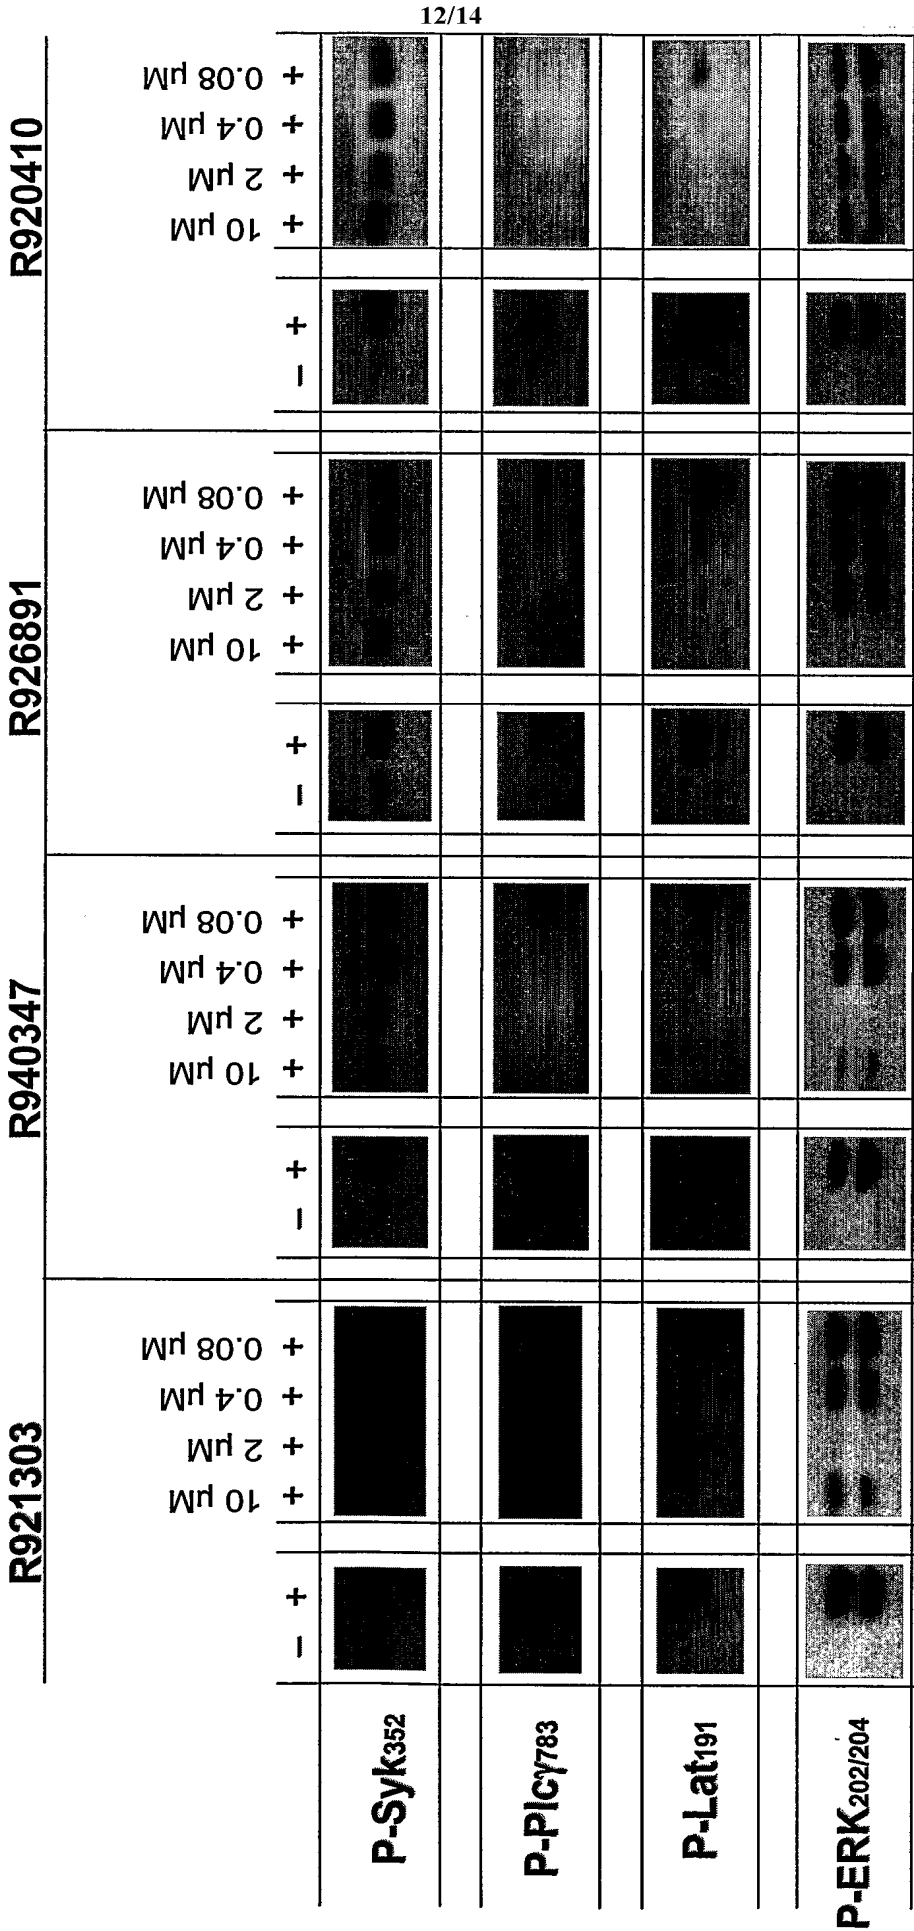 12/14
R921303 R940347 R926891 R920410
10 µM 2 µM 0.4 µM 0.08 µM 10 µM 2 µM 0.4 µM 0.08 µM 10 µM 2 µM 0.4 µM 0.08 µM 10 µM 2 µM 0.4 µM 0.08 µM
– + + + + + – + + + + + – + + + + + – + + + + +
P-Syk352
P-Plcγ783
P-Lat191
P-ERK202/204